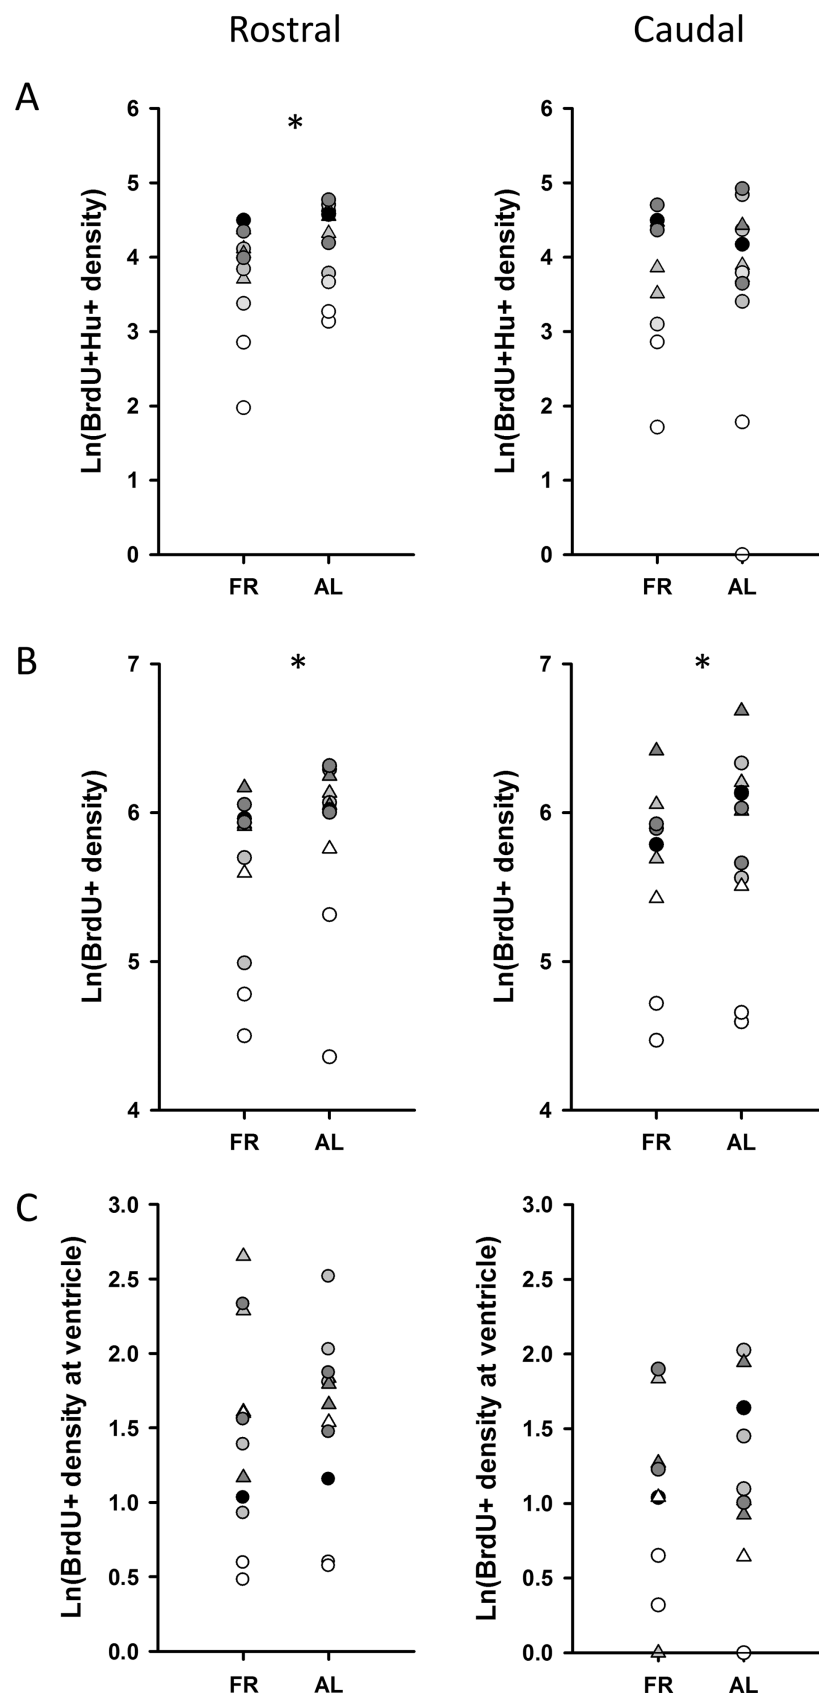 Rostral Caudal
A
6 6
* 
5 5
4 4
3 3
2 2
1 1
0 0
Ln(BrdU+Hu+ density) Ln(BrdU+Hu+ density)
FR AL FR AL
B
7 7
* *
6 6
5 5
4 4
Ln(BrdU+ density) Ln(BrdU+ density)
FR AL FR AL
C
3.0 3.0
2.5 2.5
2.0 2.0
1.5 1.5
1.0 1.0
0.5 0.5
0.0 0.0
Ln(BrdU+ density at ventricle) Ln(BrdU+ density at ventricle)
FR AL FR AL